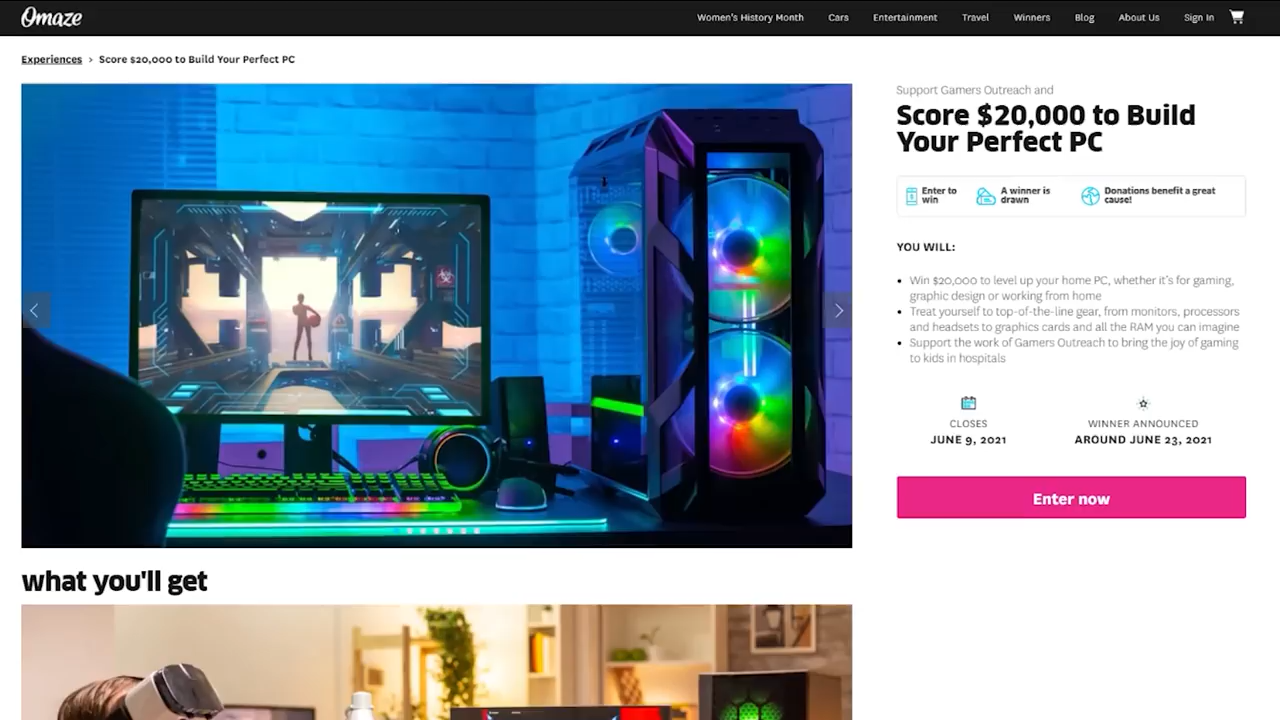 Omaze
Women's History Month Cars Entertainment Travel Winners Blog About Us Sign In
Experiences > Score $20,000 to Build Your Perfect PC
Support Gamers Outreach and
Score $20,000 to Build
Your Perfect PC
Enter to
win
A winner is
drawn
Donations benefit a great
cause!
YOU WILL:
• Win $20,000 to level up your home PC, whether it's for gaming,
graphic design or working from home
• Treat yourself to top-of-the-line gear, from monitors, processors
and headsets to graphics cards and all the RAM you can imagine
• Support the work of Gamers Outreach to bring the joy of gaming
to kids in hospitals
CLOSES
JUNE 9, 2021
WINNER ANNOUNCED
AROUND JUNE 23, 2021
Enter now
what you'll get